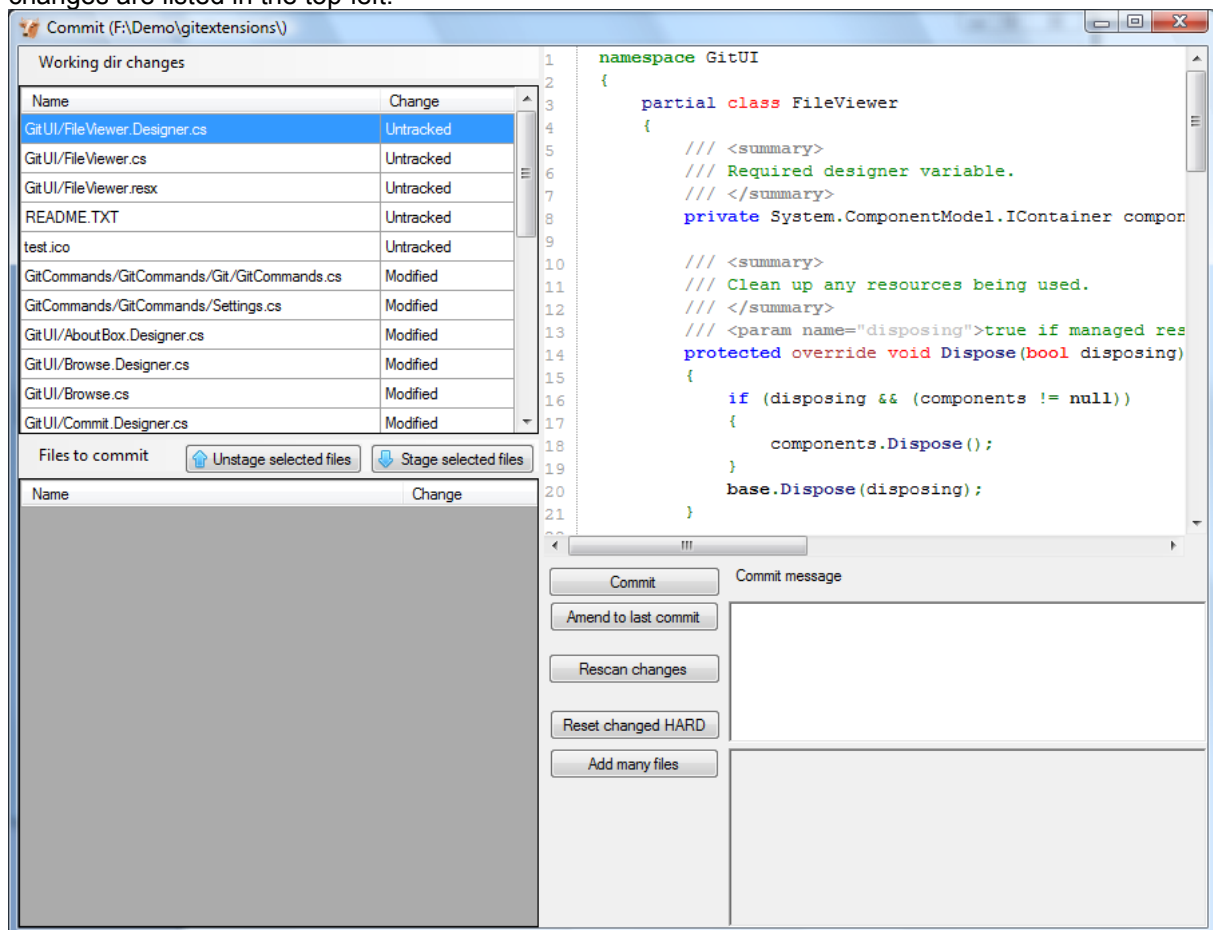 changes are listed in the top left.
Commit (F:\Demo\gitextensions\)
Working dir changes
Name Change
GitUI/FileViewer.Designer.cs Untracked
GitUI/FileViewer.cs Untracked
GitUI/FileViewer.resx Untracked
README.TXT Untracked
test.ico Untracked
GitCommands/GitCommands/Git/GitCommands.cs Modified
GitCommands/GitCommands/Settings.cs Modified
GitUI/AboutBox.Designer.cs Modified
GitUI/Browse.Designer.cs Modified
GitUI/Browse.cs Modified
GitUI/Commit.Designer.cs Modified
Files to commit Unstage selected files Stage selected files
Name Change
1 namespace GitUI
2 {
3 partial class FileViewer
4 {
5 /// <summary>
6 /// Required designer variable.
7 /// </summary>
8 private System.ComponentModel.IContainer compon
9
10 /// <summary>
11 /// Clean up any resources being used.
12 /// </summary>
13 /// <param name="disposing">true if managed res
14 protected override void Dispose(bool disposing)
15 {
16 if (disposing && (components != null))
17 {
18 components.Dispose();
19 }
20 base.Dispose(disposing);
21 }
Commit Commit message
Amend to last commit
Rescan changes
Reset changed HARD
Add many files